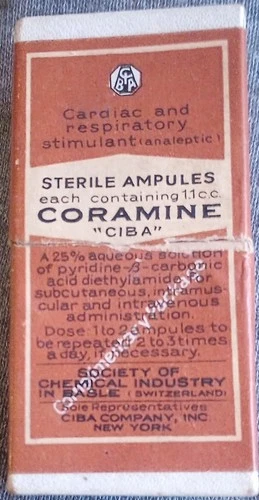 CIBA
Cardiac and
respiratory
stimulant (analeptic)
STERILE AMPULES
each containing 1.1 c.c.
CORAMINE
"CIBA"
A 25% aqueous solution
of pyridine-β-carbonic
acid diethylamide for
subcutaneous, intramus-
cular and intravenous
administration.
Dose: 1 to 2 ampules to
be repeated 2 to 3 times
a day, if necessary.
SOCIETY OF
CHEMICAL INDUSTRY
IN BASLE (SWITZERLAND)
Sole Representatives
CIBA COMPANY, INC.
NEW YORK